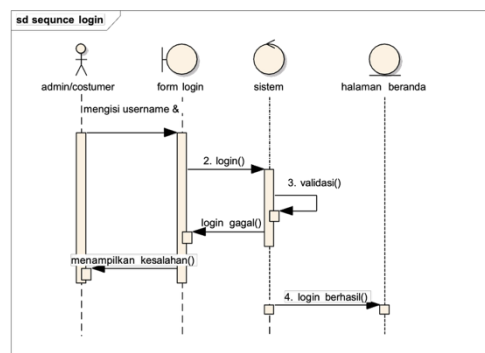 sd sequnce login
admin/costumer
form login
sistem
halaman beranda
mengisi username &
2. login()
3. validasi()
login gagal()
menampilkan kesalahan()
4. login berhasil()